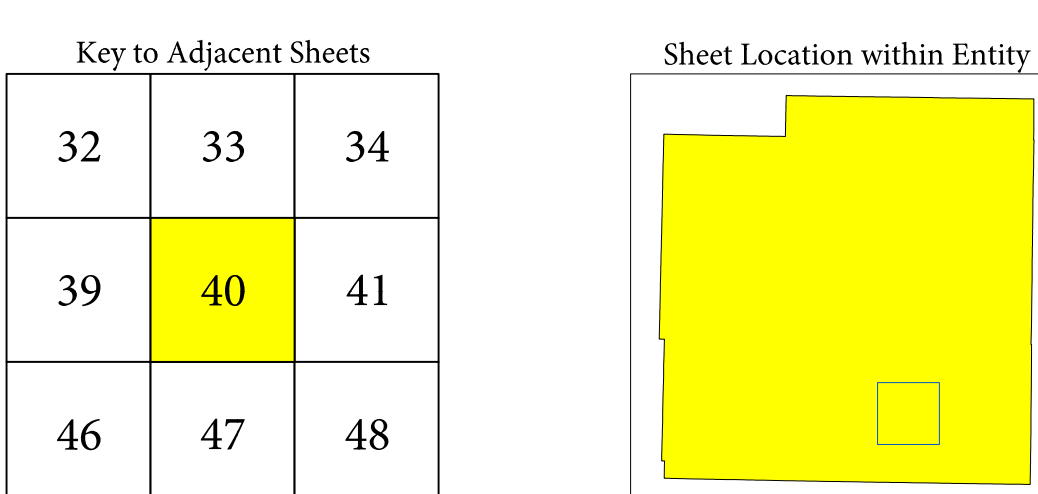 Key to Adjacent Sheets
Sheet Location within Entity
32 33 34
39 40 41
46 47 48